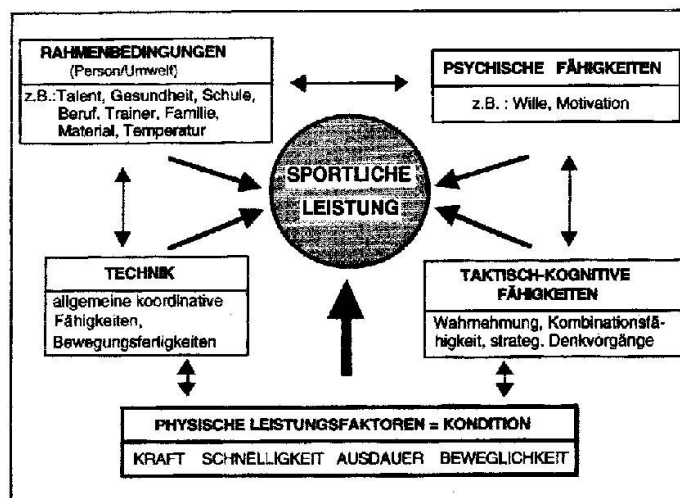 RAHMENBEDINGUNGEN
(Person/Umwelt)
z.B.:Talent, Gesundheit, Schule,
Beruf, Trainer, Familie,
Material, Temperatur
PSYCHISCHE FÄHIGKEITEN
z.B. : Wille, Motivation
SPORTLICHE
LEISTUNG
TECHNIK
allgemeine koordinative
Fähigkeiten,
Bewegungsfertigkeiten
TAKTISCH-KOGNITIVE
FÄHIGKEITEN
Wahrnehmung, Kombinationsfä-
higkeit, strateg. Denkvorgänge
PHYSISCHE LEISTUNGSFAKTOREN = KONDITION
KRAFT SCHNELLIGKEIT AUSDAUER BEWEGLICHKEIT